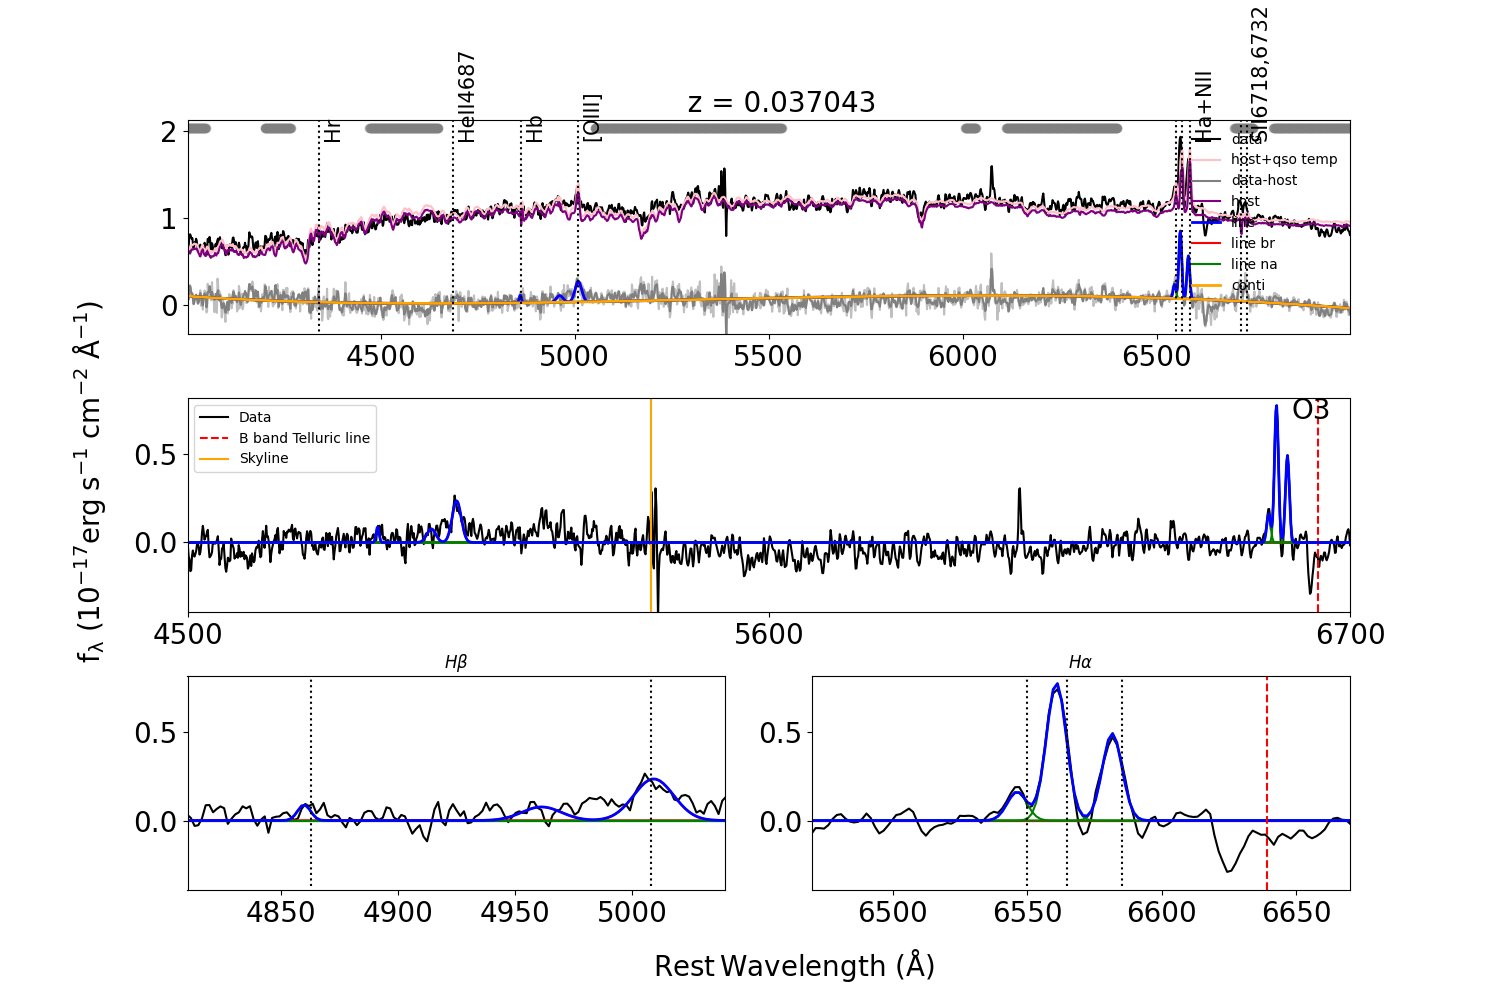 z = 0.037043
Hr
HeII4687
Hb
[OIII]
Ha+NII
SII6718,6732
data
host+qso temp
data-host
host
line br
line na
conti
2
1
0
4500
5000
5500
6000
6500
fλ (10−17erg s−1 cm−2 Å−1)
Data
B band Telluric line
Skyline
O3
0.5
0.0
4500
5600
6700
Hβ
0.5
0.0
4850
4900
4950
5000
Hα
0.5
0.0
6500
6550
6600
6650
Rest Wavelength (Å)